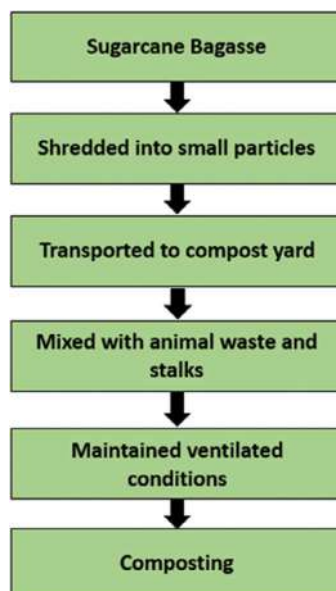 Sugarcane Bagasse
Shredded into small particles
Transported to compost yard
Mixed with animal waste and
stalks
Maintained ventilated
conditions
Composting